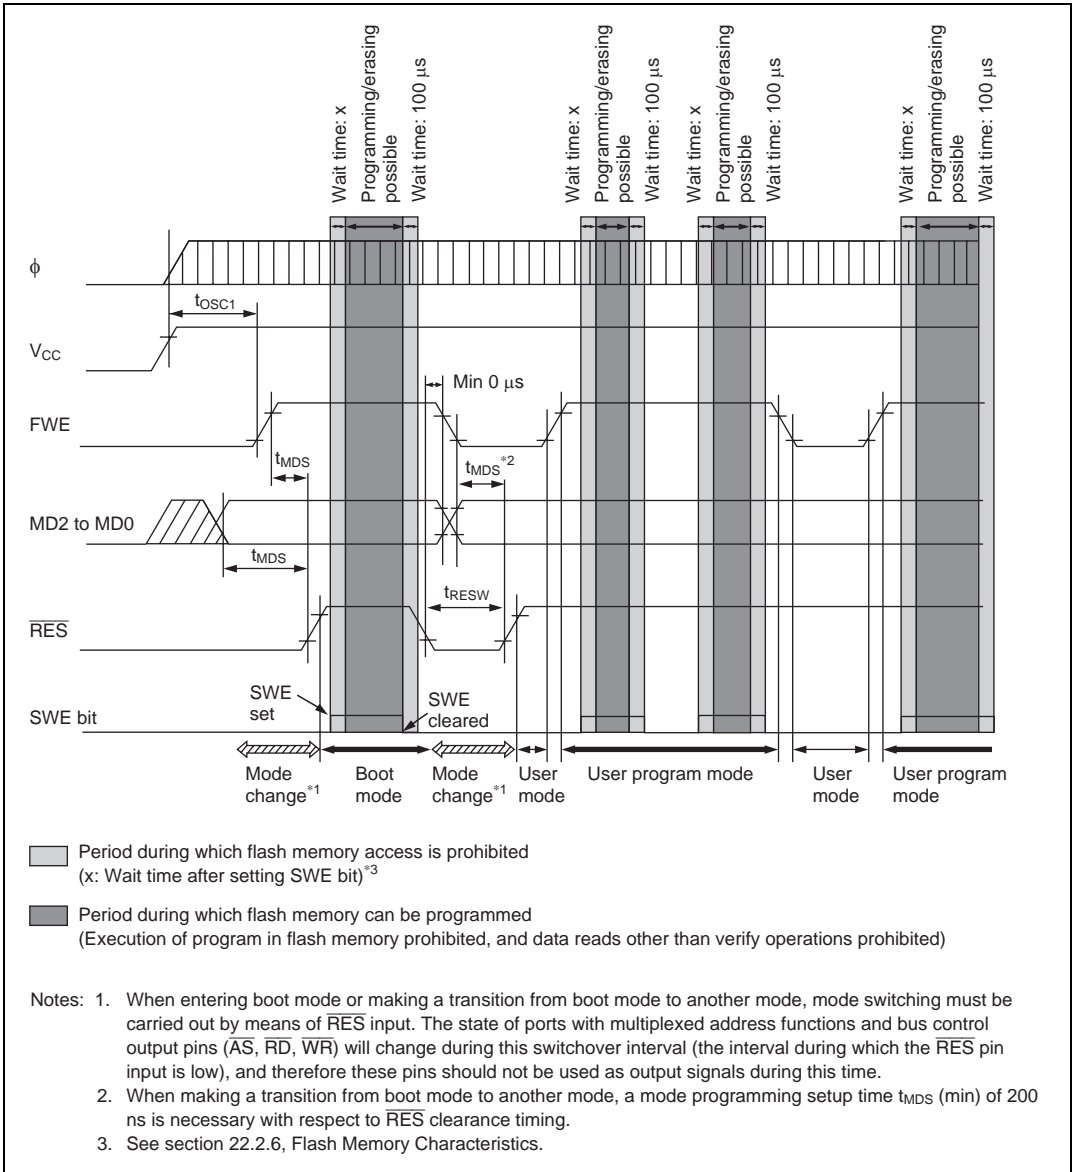 Wait time: x
Programming/erasing
possible
Wait time: 100 μs
Wait time: x
Programming/erasing
possible
Wait time: 100 μs
Wait time: x
Programming/erasing
possible
Wait time: 100 μs
Wait time: x
Programming/erasing
possible
Wait time: 100 μs
ϕ
tOSC1
VCC
Min 0 μs
FWE
tMDS
tMDS*2
MD2 to MD0
tMDS
tRESW
RES
SWE
set
SWE
cleared
SWE bit
Mode
change*1
Boot
mode
Mode
change*1
User
mode
User program mode
User
mode
User program
mode
Period during which flash memory access is prohibited
(x: Wait time after setting SWE bit)*3
Period during which flash memory can be programmed
(Execution of program in flash memory prohibited, and data reads other than verify operations prohibited)
Notes: 1. When entering boot mode or making a transition from boot mode to another mode, mode switching must be
carried out by means of RES input. The state of ports with multiplexed address functions and bus control
output pins (AS, RD, WR) will change during this switchover interval (the interval during which the RES pin
input is low), and therefore these pins should not be used as output signals during this time.
2. When making a transition from boot mode to another mode, a mode programming setup time tMDS (min) of 200
ns is necessary with respect to RES clearance timing.
3. See section 22.2.6, Flash Memory Characteristics.